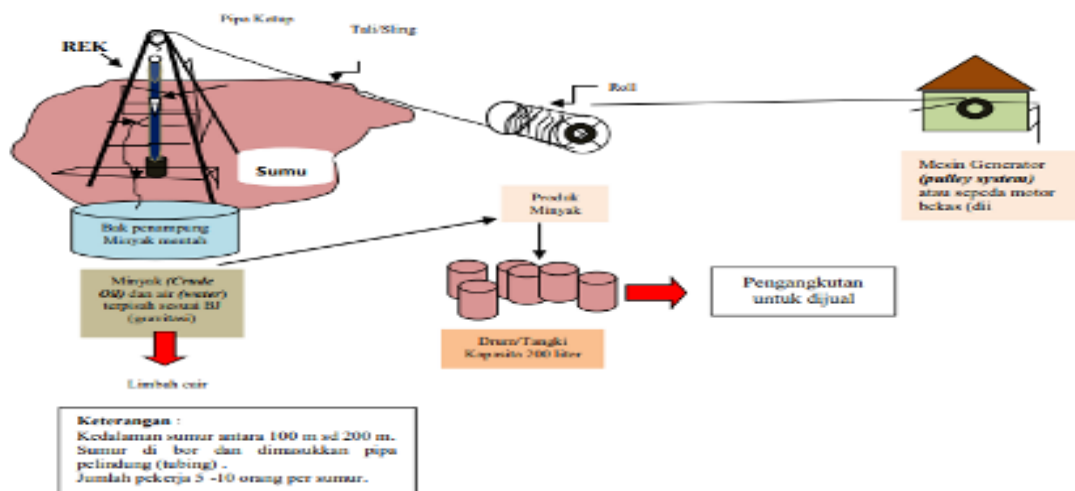 Pipa Katup
Tali/Sling
REK
Roll
Sumu
Mesin Generator
(pulley system)
atau sepeda motor
bekas (dii
Bak penampung
Minyak mentah
Produk
Minyak
Minyak (Crude
Oil) dan air (water)
terpisah sesuai BJ
(gravitasi)
Pengangkutan
untuk dijual
Drum/Tangki
Kapasita 200 liter
Limbah cair
Keterangan :
Kedalaman sumur antara 100 m sd 200 m.
Sumur di bor dan dimasukkan pipa
pelindung (tubing) .
Jumlah pekerja 5 -10 orang per sumur.